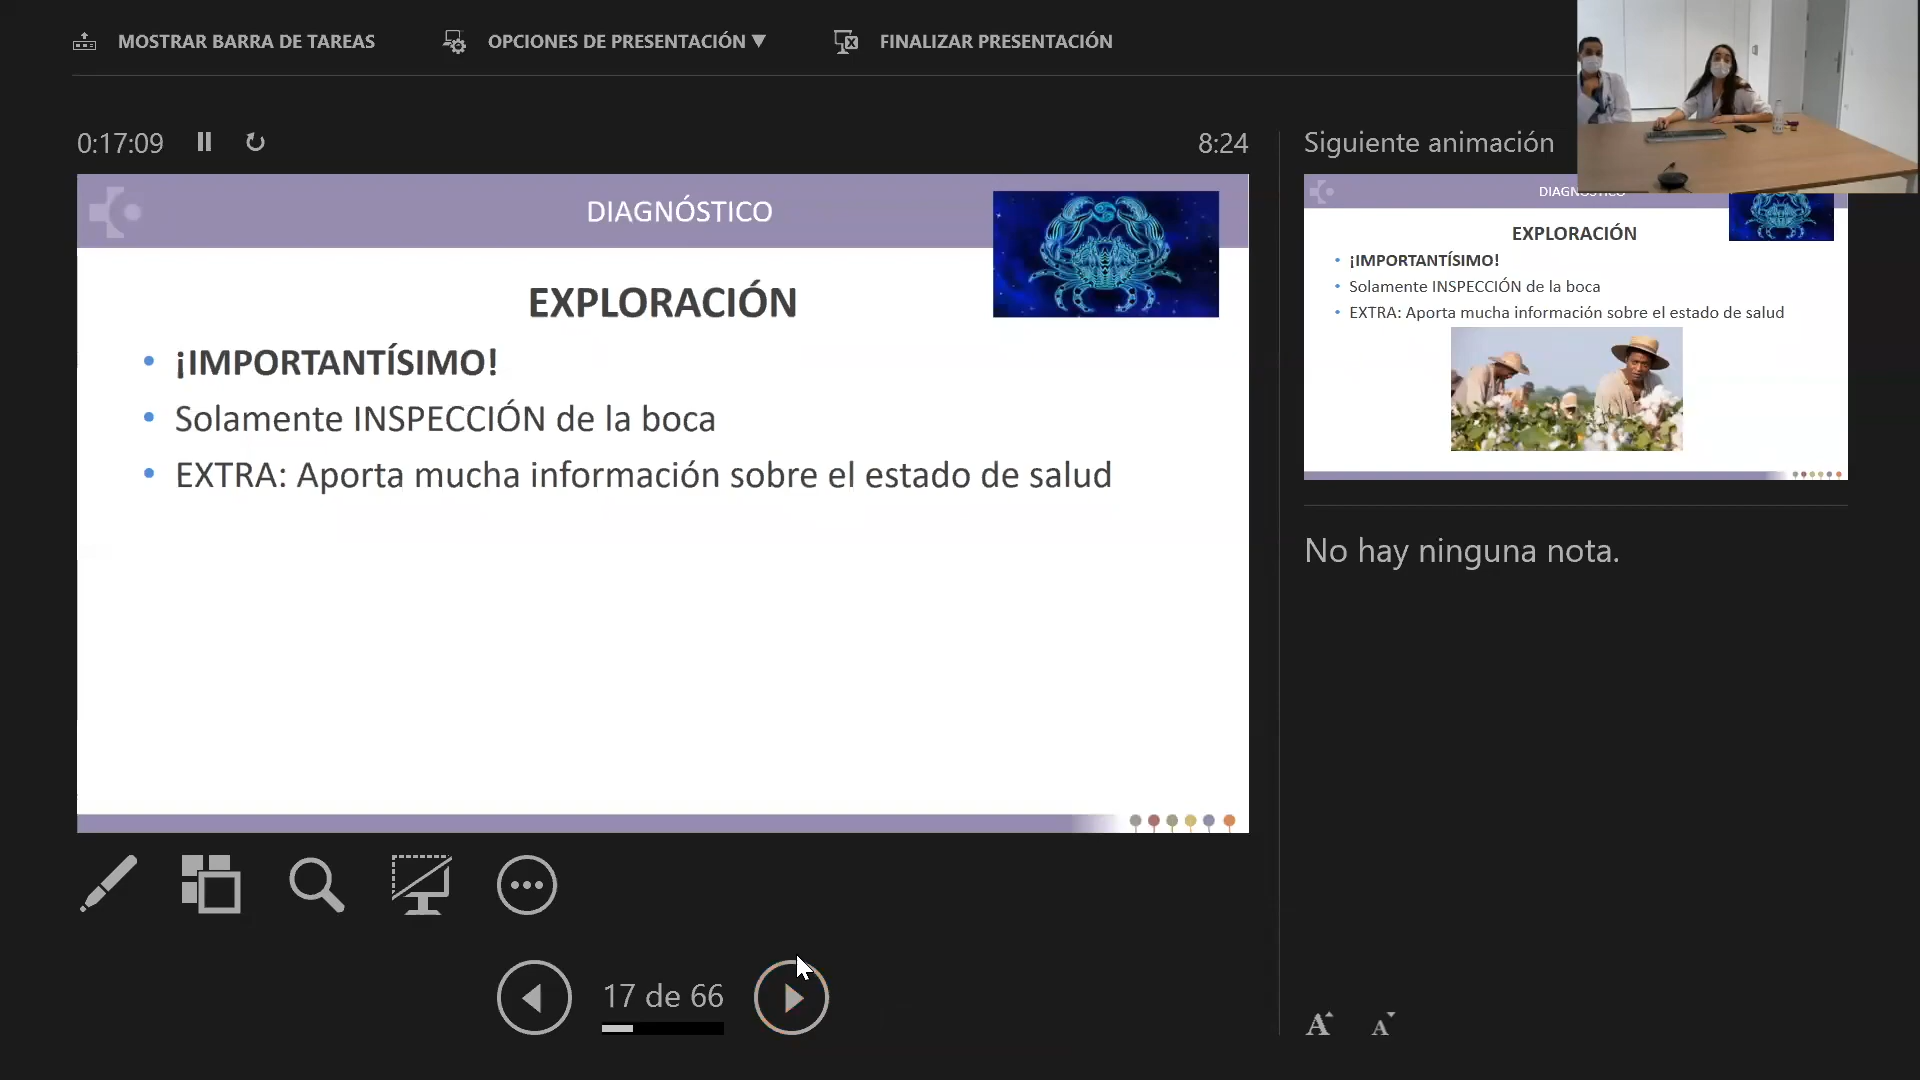 MOSTRAR BARRA DE TAREAS
OPCIONES DE PRESENTACIÓN ▼
FINALIZAR PRESENTACIÓN
0:17:09
8:24
DIAGNÓSTICO
EXPLORACIÓN
• ¡IMPORTANTÍSIMO!
• Solamente INSPECCIÓN de la boca
• EXTRA: Aporta mucha información sobre el estado de salud
17 de 66
Siguiente animación
DIAGNÓSTICO
EXPLORACIÓN
• ¡IMPORTANTÍSIMO!
• Solamente INSPECCIÓN de la boca
• EXTRA: Aporta mucha información sobre el estado de salud
No hay ninguna nota.
A A